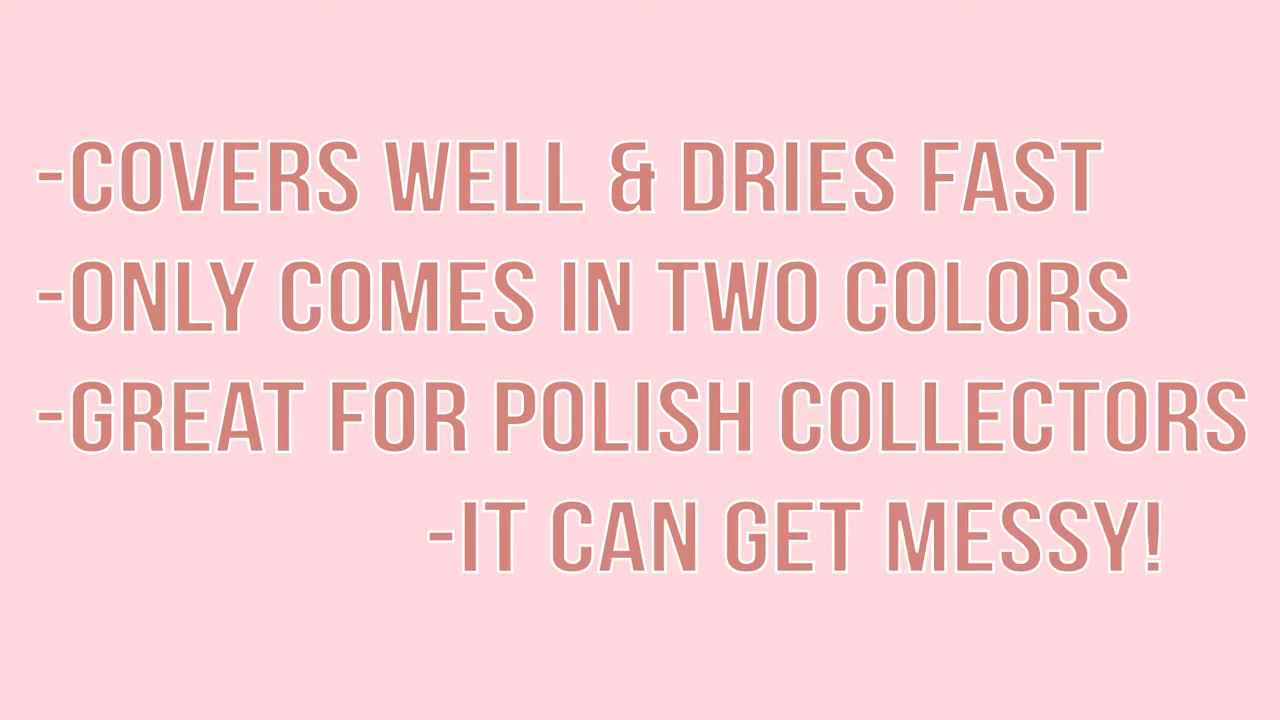 -COVERS WELL & DRIES FAST
-ONLY COMES IN TWO COLORS
-GREAT FOR POLISH COLLECTORS
-IT CAN GET MESSY!